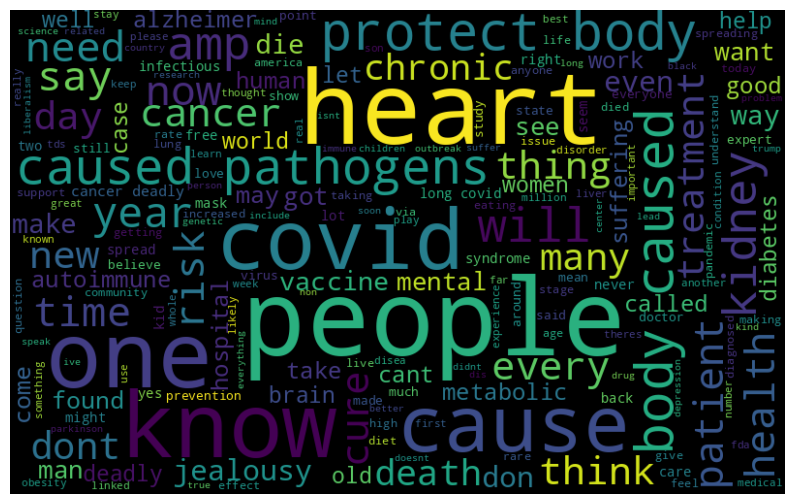 well stay alzheimer mind point protect body best help
science related please die life spreading
need country amp infectious america let chronic work right long want
say now human thought show even anyone black today
day case cancer research heart study see everyone good problem
liberalism really keep son isnt seem state died way
two tds still rate lung free world real immune children outbreak suffer issue disorder expert trump
caused learn love pathogens thing suffering important caused treatment condition understand
support cancer deadly person may got taking long covid women liver million
great year mask increased include lot eating center lead kidney
make risk genetic soon covid via play will pandemic diabetes
known getting spread believe virus syndrome many never another
new autoimmune week vaccine mental far around mean stage called
question community kid whole hospital likely non people experience said age doctor making
time one everything theres kind
speak ive live disea didnt every drug diagnosed
come something use yes prevention take brain cant much metabolic back body depression number patient health
found might know cure made better high first diet cause rare give fda
parkinson dont care
man deadly jealousy old death don doesnt think feel medical
obesity linked true effect